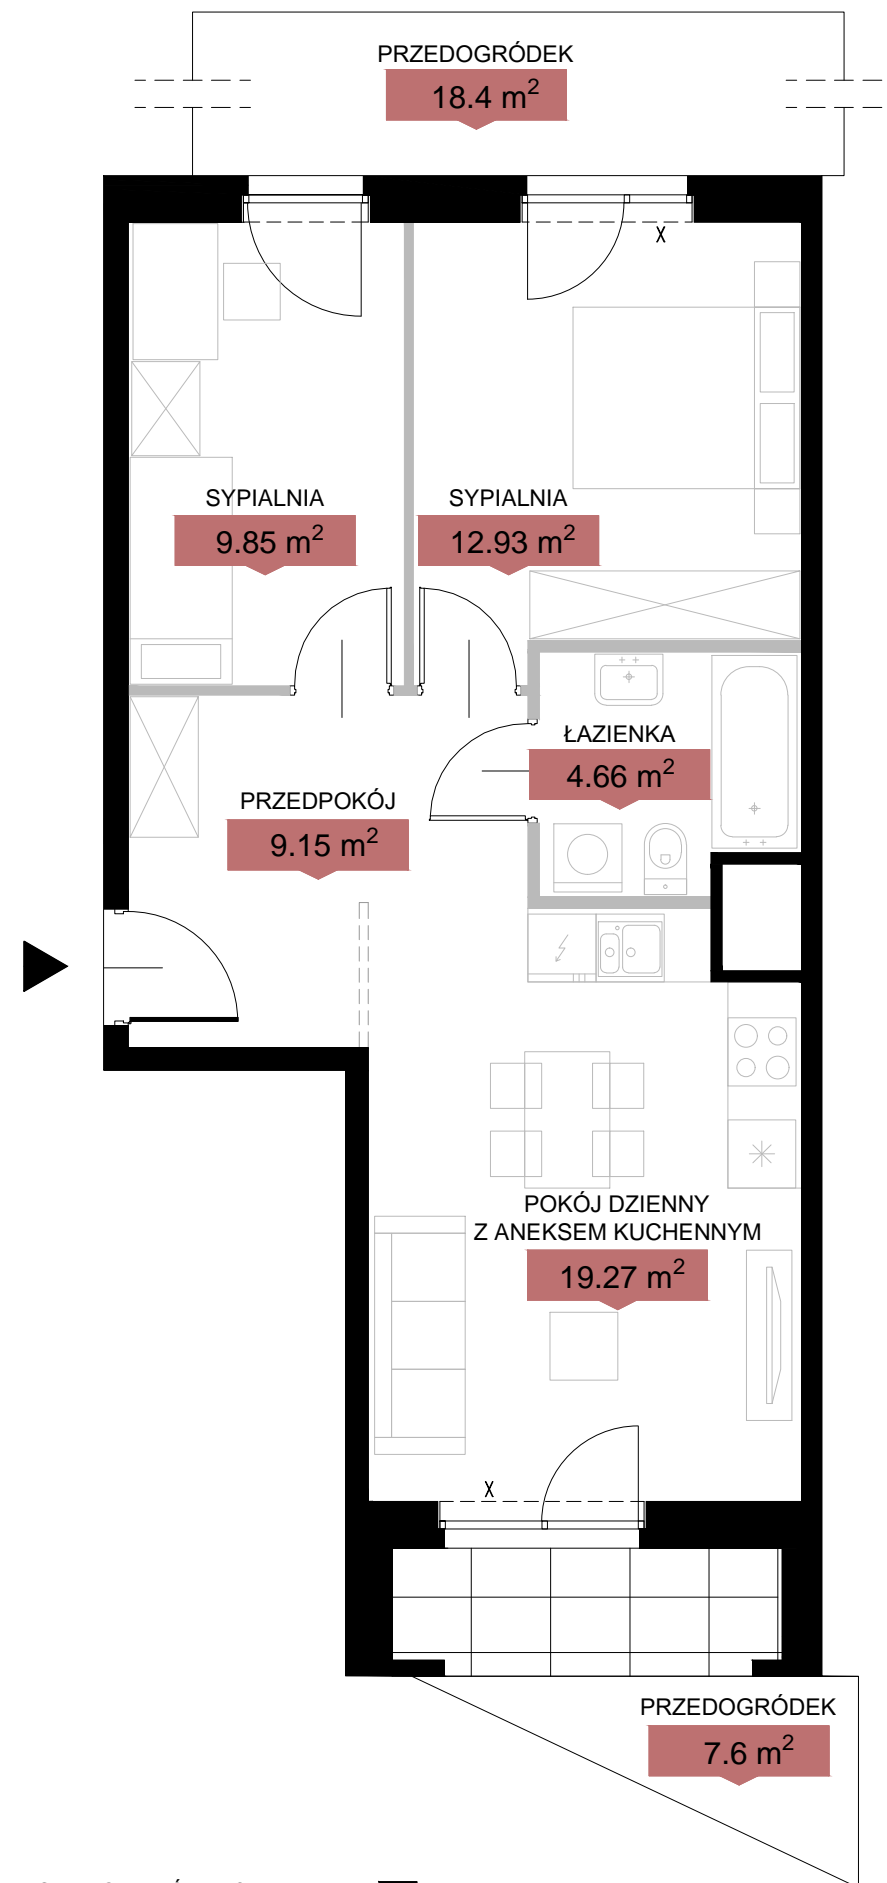 PRZEDOGRÓDEK
18.4 m²
SYPIALNIA
9.85 m²
SYPIALNIA
12.93 m²
ŁAZIENKA
4.66 m²
PRZEDPOKÓJ
9.15 m²
POKÓJ DZIENNY
Z ANEKSEM KUCHENNYM
19.27 m²
PRZEDOGRÓDEK
7.6 m²